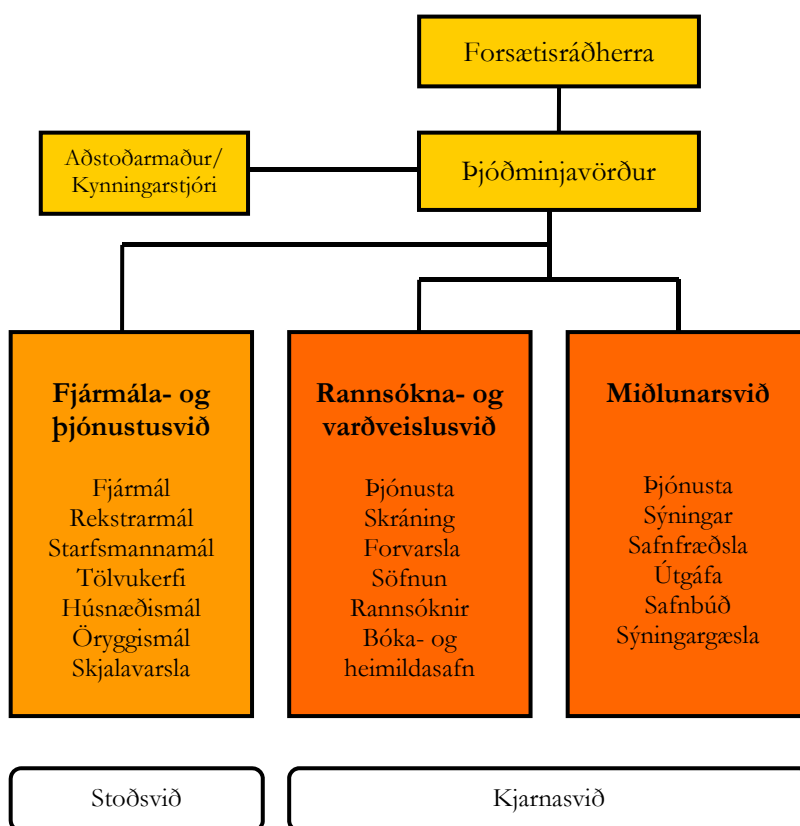 Forsætisráðherra
Aðstoðarmaður/
Kynningarstjóri
Þjóðminjavörður
Fjármála- og
þjónustusvið
Fjármál
Rekstrarmál
Starfsmannamál
Tölvukerfi
Húsnæðismál
Öryggismál
Skjalavarsla
Rannsókna- og
varðveislusvið
Þjónusta
Skráning
Forvarsla
Söfnun
Rannsóknir
Bóka- og
heimildasafn
Miðlunarsvið
Þjónusta
Sýningar
Safnfræðsla
Útgáfa
Safnbúð
Sýningargæsla
Stoðsvið
Kjarnasvið